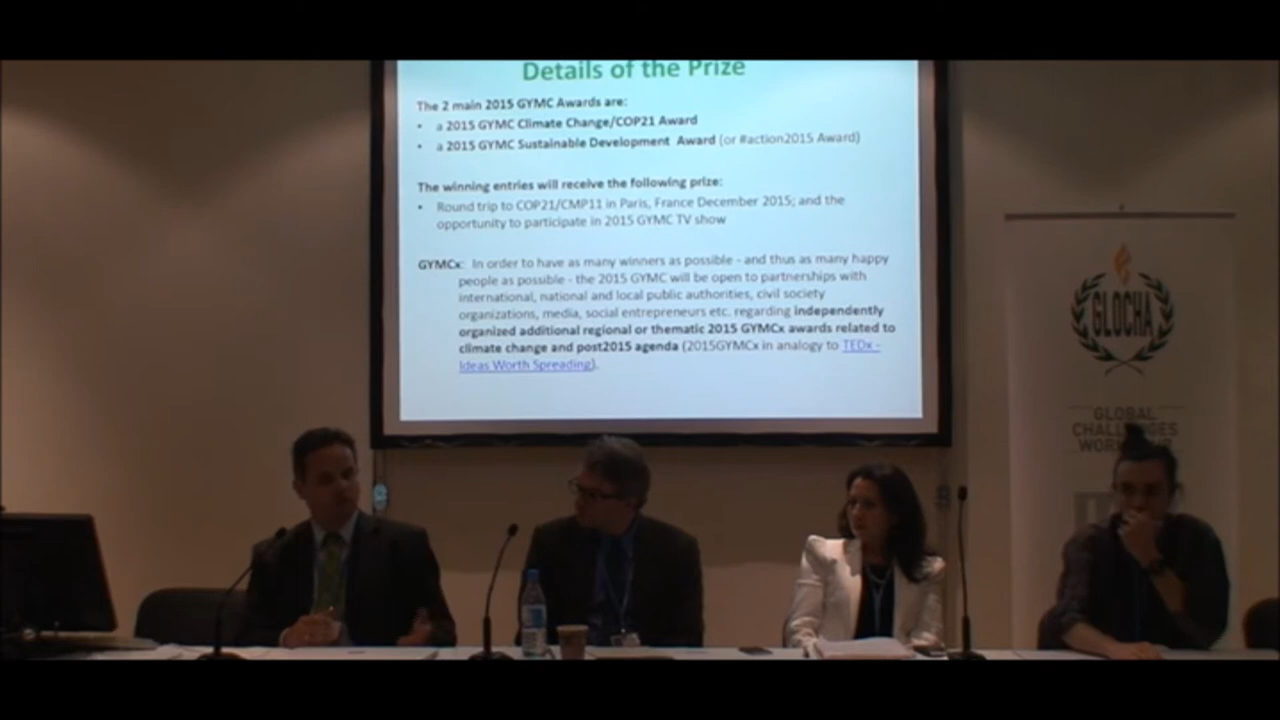 Details of the Prize
The 2 main 2015 GYMC Awards are:
• a 2015 GYMC Climate Change/COP21 Award
• a 2015 GYMC Sustainable Development Award (or #action2015 Award)
The winning entries will receive the following prize:
• Round trip to COP21/CMP11 in Paris, France December 2015; and the
opportunity to participate in 2015 GYMC TV show
GYMCx: In order to have as many winners as possible - and thus as many happy
people as possible - the 2015 GYMC will be open to partnerships with
international, national and local public authorities, civil society
organizations, media, social entrepreneurs etc. regarding independently
organized additional regional or thematic 2015 GYMCx awards related to
climate change and post2015 agenda (2015GYMCx in analogy to TEDx -
Ideas Worth Spreading).
GLOCHA
GLOBAL
CHALLENGES